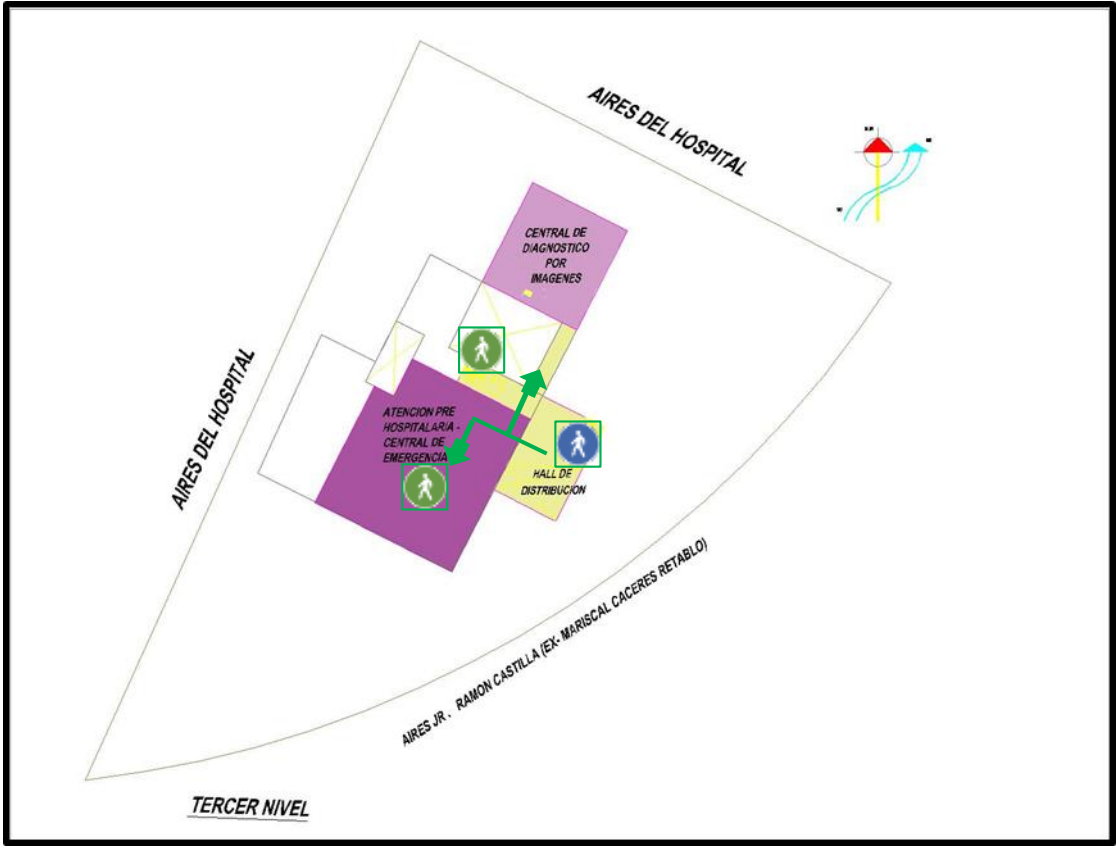 AIRES DEL HOSPITAL
CENTRAL DE
DIAGNOSTICO
POR
IMAGENES
AIRES DEL HOSPITAL
ATENCION PRE
HOSPITALARIA -
CENTRAL DE
EMERGENCIA
HALL DE
DISTRIBUCION
AIRES JR . RAMON CASTILLA (EX- MARISCAL CACERES RETABLO)
TERCER NIVEL